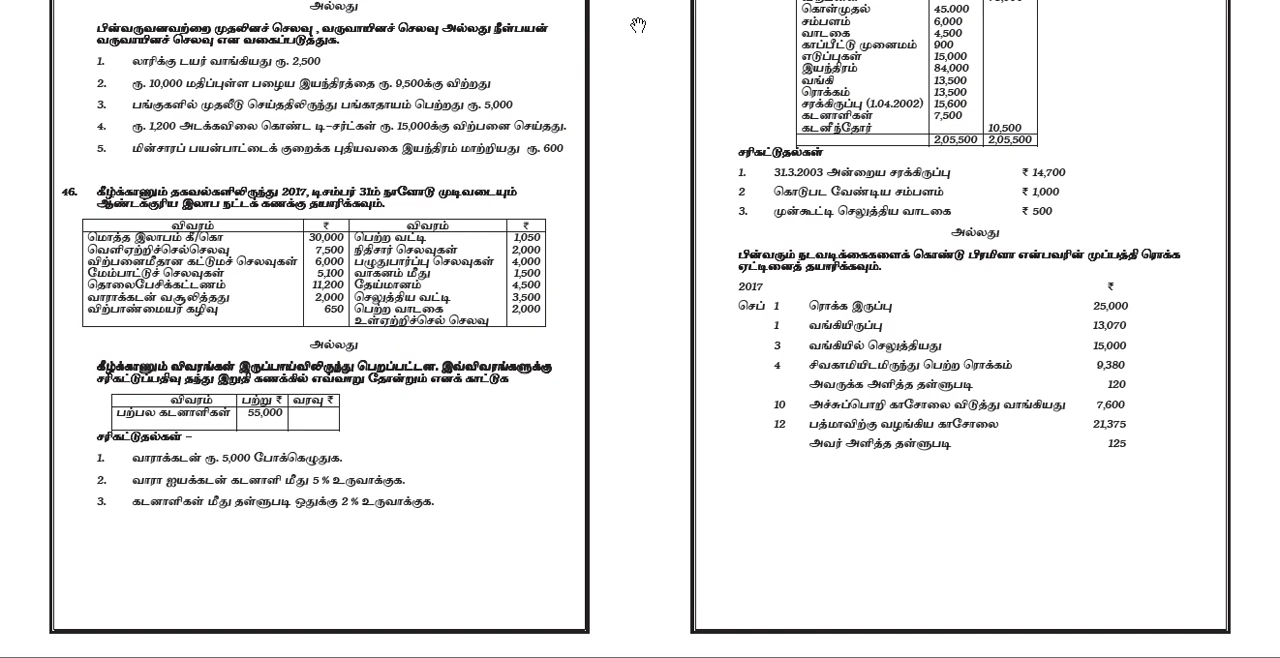 அல்லது
பின்வருவனவற்றை முதலினச் செலவு , வருவாயினச் செலவு அல்லது நீள்பயன்
வருவாயினச் செலவு என வகைப்படுத்துக.
1. லாரிக்கு டயர் வாங்கியது ரூ. 2,500
2. ரூ. 10,000 மதிப்புள்ள பழைய இயந்திரத்தை ரூ. 9,500க்கு விற்றது
3. பங்குகளில் முதலீடு செய்ததிலிருந்து பங்காதாயம் பெற்றது ரூ. 5,000
4. ரூ. 1,200 அடக்கவிலை கொண்ட டி-சர்ட்கள் ரூ. 15,000க்கு விற்பனை செய்தது.
5. மின்சாரப் பயன்பாட்டைக் குறைக்க புதியவகை இயந்திரம் மாற்றியது ரூ. 600
46. கீழ்க்காணும் தகவல்களிலிருந்து 2017, டிசம்பர் 31ம் நாளோடு முடிவடையும்
ஆண்டக்குரிய இலாப நட்டக் கணக்கு தயாரிக்கவும்.
விவரம் ₹ விவரம் ₹
மொத்த இலாபம் கீ/கொ 30,000 பெற்ற வட்டி 1,050
வெளிஏற்றிச்செல்செலவு 7,500 நிதிசார் செலவுகள் 2,000
விற்பனைமீதான கட்டுமச் செலவுகள் 6,000 பழுதுபார்ப்பு செலவுகள் 4,000
மேம்பாட்டுச் செலவுகள் 5,100 வாகனம் மீது 1,500
தொலைபேசிக்கட்டணம் 11,200 தேய்மானம் 4,500
வாராக்கடன் வசூலித்தது 2,000 செலுத்திய வட்டி 3,500
விற்பாண்மையர் கழிவு 650 பெற்ற வாடகை 2,000
உள்ஏற்றிச்செல் செலவு
அல்லது
கீழ்க்காணும் விவரங்கள் இருப்பாய்விலிருந்து பெறப்பட்டன. இவ்விவரங்களுக்கு
சரிகட்டுப்பதிவு தந்து இறுதி கணக்கில் எவ்வாறு தோன்றும் எனக் காட்டுக
விவரம் பற்று ₹ வரவு ₹
பற்பல கடனாளிகள் 55,000
சரிகட்டுதல்கள் –
1. வாராக்கடன் ரூ. 5,000 போக்கெழுதுக.
2. வாரா ஐயக்கடன் கடனாளி மீது 5 % உருவாக்குக.
3. கடனாளிகள் மீது தள்ளுபடி ஒதுக்கு 2 % உருவாக்குக.
கொள்முதல் 45,000
சம்பளம் 6,000
வாடகை 4,500
காப்பீட்டு முனைமம் 900
எடுப்புகள் 15,000
இயந்திரம் 84,000
வங்கி 13,500
ரொக்கம் 13,500
சரக்கிருப்பு (1.04.2002) 15,600
கடனாளிகள் 7,500
கடனீந்தோர் 10,500
2,05,500 2,05,500
சரிகட்டுதல்கள்
1. 31.3.2003 அன்றைய சரக்கிருப்பு ₹ 14,700
2 கொடுபட வேண்டிய சம்பளம் ₹ 1,000
3. முன்கூட்டி செலுத்திய வாடகை ₹ 500
அல்லது
பின்வரும் நடவடிக்கைகளைக் கொண்டு பிரமிளா என்பவரின் முப்பத்தி ரொக்க
ஏட்டினைத் தயாரிக்கவும்.
2017 ₹
செப் 1 ரொக்க இருப்பு 25,000
1 வங்கியிருப்பு 13,070
3 வங்கியில் செலுத்தியது 15,000
4 சிவகாமியிடமிருந்து பெற்ற ரொக்கம் 9,380
அவருக்க அளித்த தள்ளுபடி 120
10 அச்சுப்பொறி காசோலை விடுத்து வாங்கியது 7,600
12 பத்மாவிற்கு வழங்கிய காசோலை 21,375
அவர் அளித்த தள்ளுபடி 125